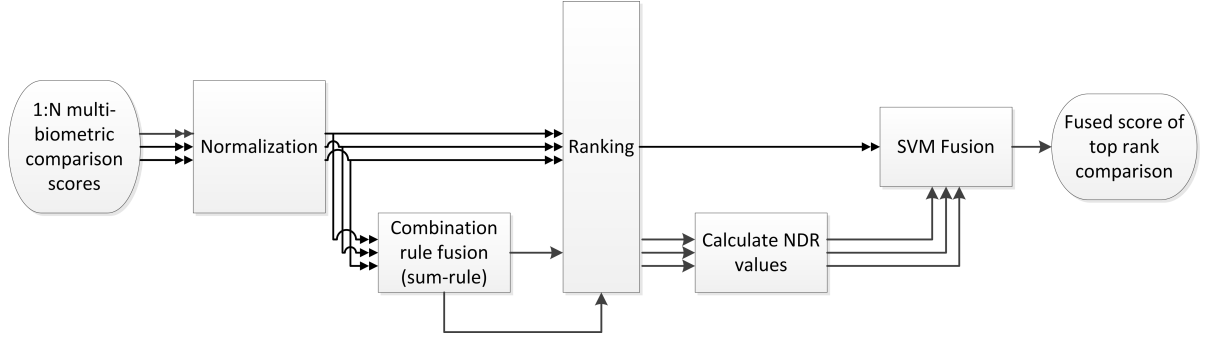 1:N multi-
biometric
comparison
scores
Normalization
Combination
rule fusion
(sum-rule)
Ranking
Calculate NDR
values
SVM Fusion
Fused score of
top rank
comparison